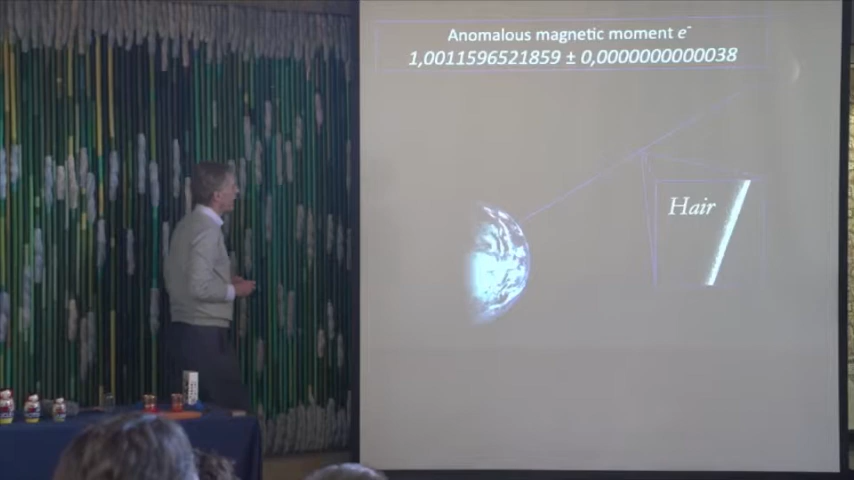 Anomalous magnetic moment e⁻
1,0011596521859 ± 0,0000000000038
Hair